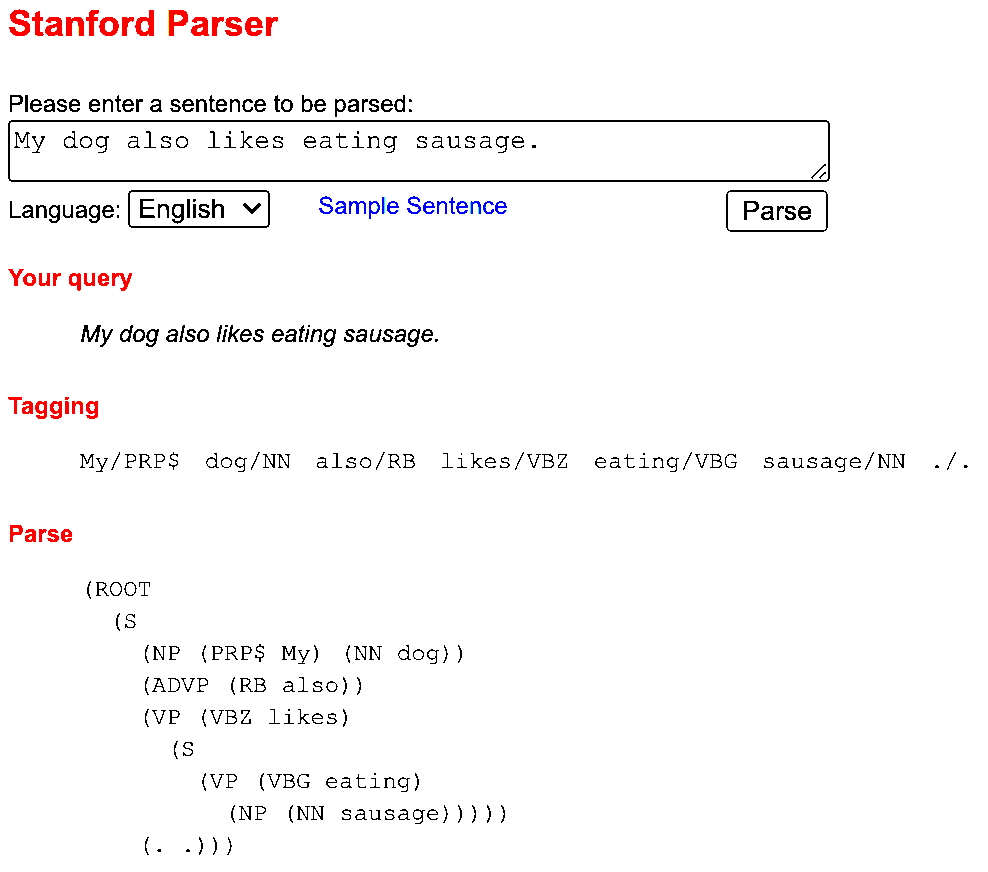 Stanford Parser
Please enter a sentence to be parsed:
My dog also likes eating sausage.
Language: English Sample Sentence Parse
Your query
My dog also likes eating sausage.
Tagging
My/PRP$ dog/NN also/RB likes/VBZ eating/VBG sausage/NN ./.
Parse
(ROOT
(S
(NP (PRP$ My) (NN dog))
(ADVP (RB also))
(VP (VBZ likes)
(S
(VP (VBG eating)
(NP (NN sausage)))))
(. .)))